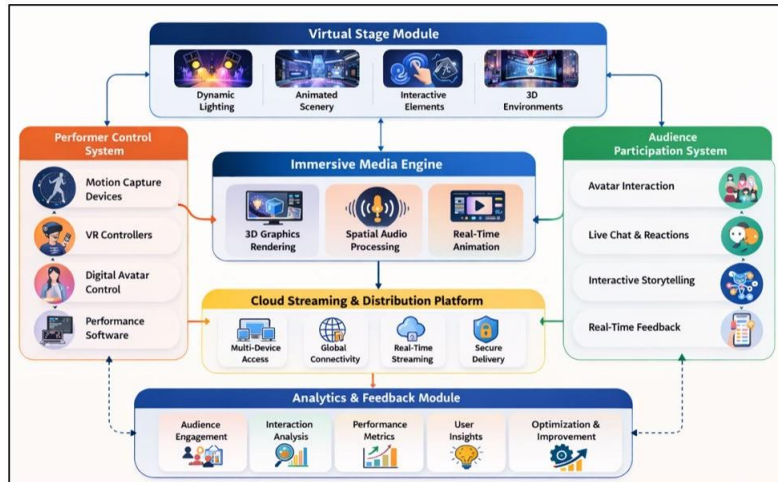 Virtual Stage Module
Dynamic
Lighting
Animated
Scenery
Interactive
Elements
3D
Environments
Performer Control
System
Motion Capture
Devices
VR Controllers
Digital Avatar
Control
Performance
Software
Immersive Media Engine
3D Graphics
Rendering
Spatial Audio
Processing
Real-Time
Animation
Audience
Participation System
Avatar Interaction
Live Chat & Reactions
Interactive Storytelling
Real-Time Feedback
Cloud Streaming & Distribution Platform
Multi-Device
Access
Global
Connectivity
Real-Time
Streaming
Secure
Delivery
Analytics & Feedback Module
Audience
Engagement
Interaction
Analysis
Performance
Metrics
User
Insights
Optimization &
Improvement